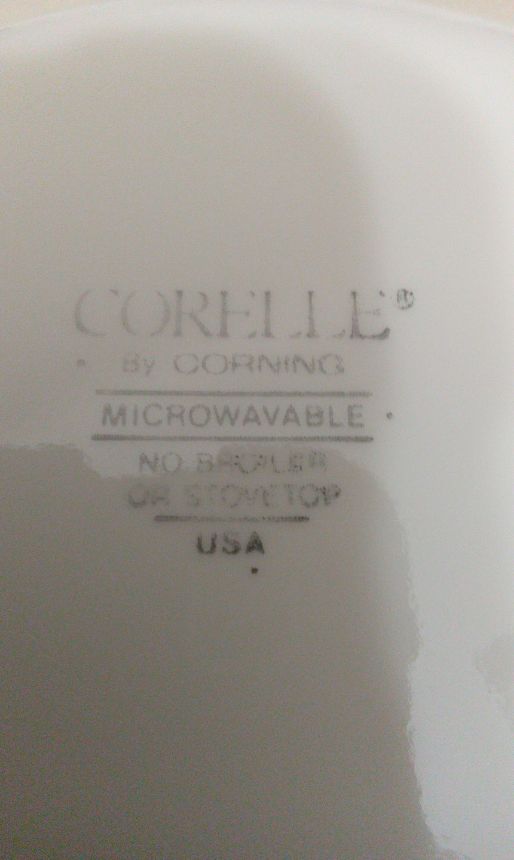 CORELLE®
By CORNING
MICROWAVABLE
NO BROILER
OR STOVETOP
USA